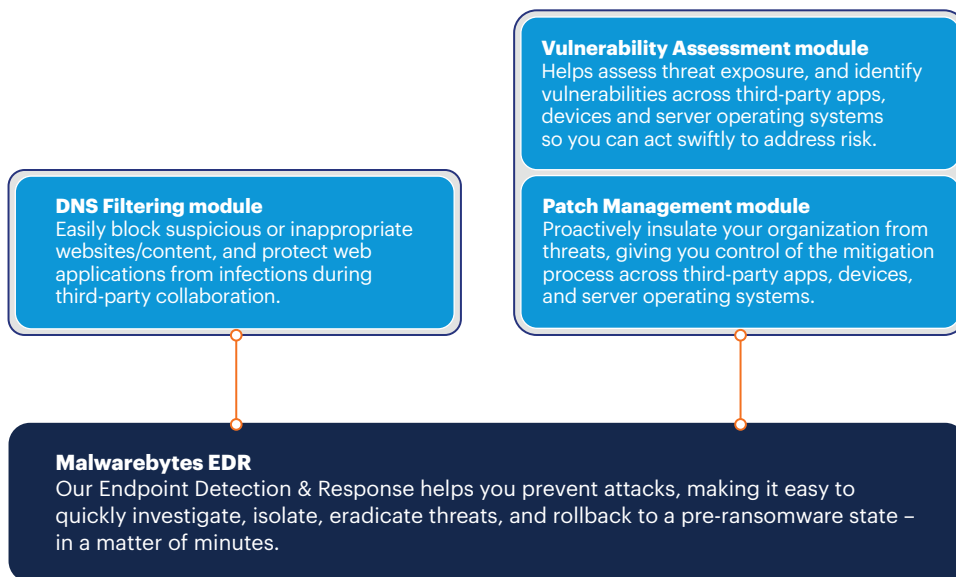 Vulnerability Assessment module
Helps assess threat exposure, and identify
vulnerabilities across third-party apps,
devices and server operating systems
so you can act swiftly to address risk.
DNS Filtering module
Easily block suspicious or inappropriate
websites/content, and protect web
applications from infections during
third-party collaboration.
Patch Management module
Proactively insulate your organization from
threats, giving you control of the mitigation
process across third-party apps, devices,
and server operating systems.
Malwarebytes EDR
Our Endpoint Detection & Response helps you prevent attacks, making it easy to
quickly investigate, isolate, eradicate threats, and rollback to a pre-ransomware state –
in a matter of minutes.